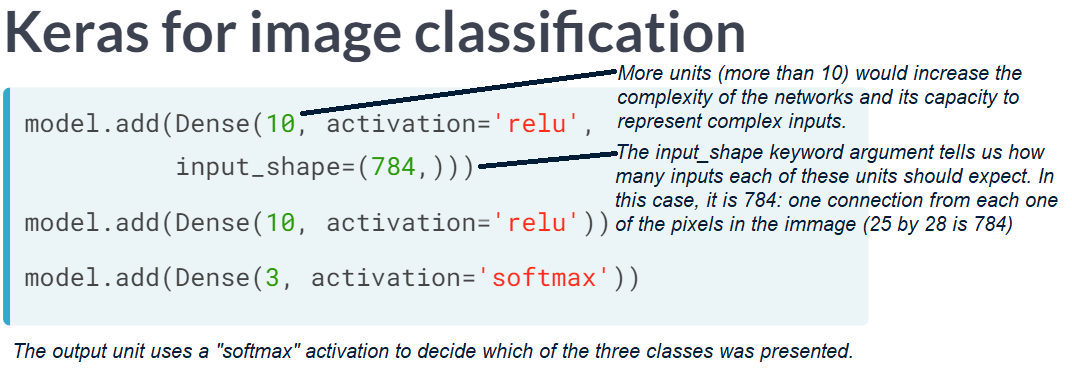 Keras for image classification
More units (more than 10) would increase the
complexity of the networks and its capacity to
represent complex inputs.
model.add(Dense(10, activation='relu',
input_shape=(784,)))
The input_shape keyword argument tells us how
many inputs each of these units should expect. In
this case, it is 784: one connection from each one
of the pixels in the immage (25 by 28 is 784)
model.add(Dense(10, activation='relu'))
model.add(Dense(3, activation='softmax'))
The output unit uses a "softmax" activation to decide which of the three classes was presented.